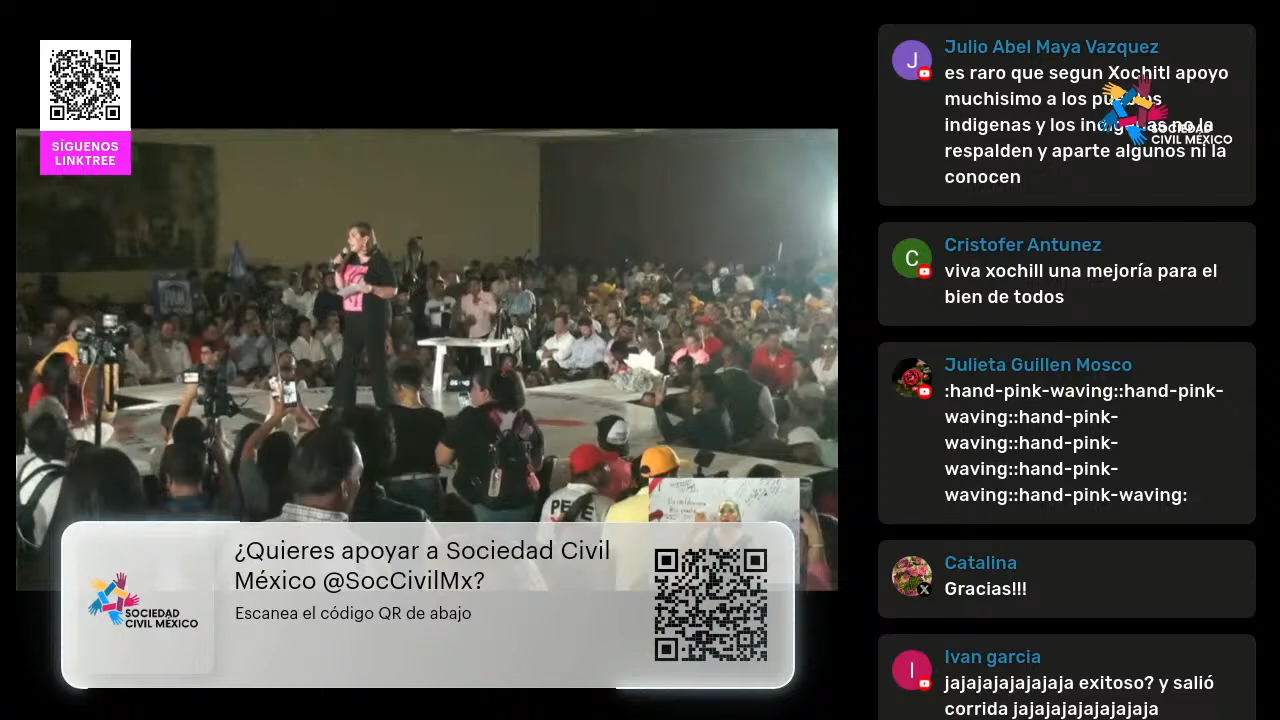 SÍGUENOS
LINKTREE
¿Quieres apoyar a Sociedad Civil
México @SocCivilMx?
Escanea el código QR de abajo
SOCIEDAD
CIVIL MÉXICO
Julio Abel Maya Vazquez
es raro que segun Xochitl apoyo
muchisimo a los
indigenas y los no la
respalden y aparte algunos ni la
conocen
SOCIEDAD
CIVIL MÉXICO
Cristofer Antunez
viva xochill una mejoría para el
bien de todos
Julieta Guillen Mosco
:hand-pink-waving::hand-pink-
waving::hand-pink-
waving::hand-pink-
waving::hand-pink-
waving::hand-pink-waving:
Catalina
Gracias!!!
Ivan garcia
jajajajajajaja exitoso? y salió
corrida jajajajajajajaja